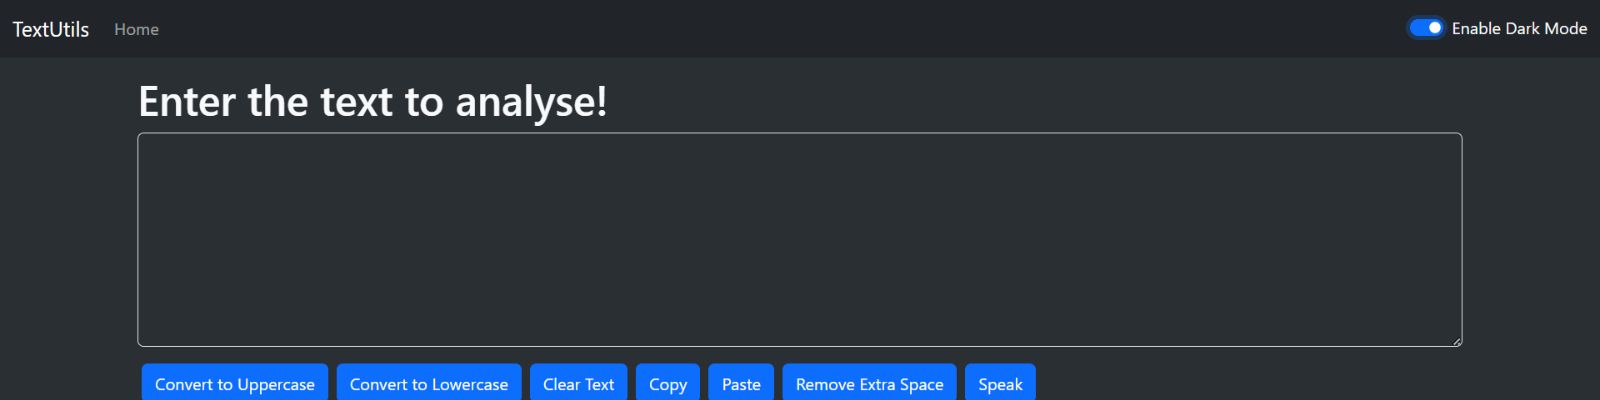 TextUtils Home Enable Dark Mode
Enter the text to analyse!
Convert to Uppercase Convert to Lowercase Clear Text Copy Paste Remove Extra Space Speak